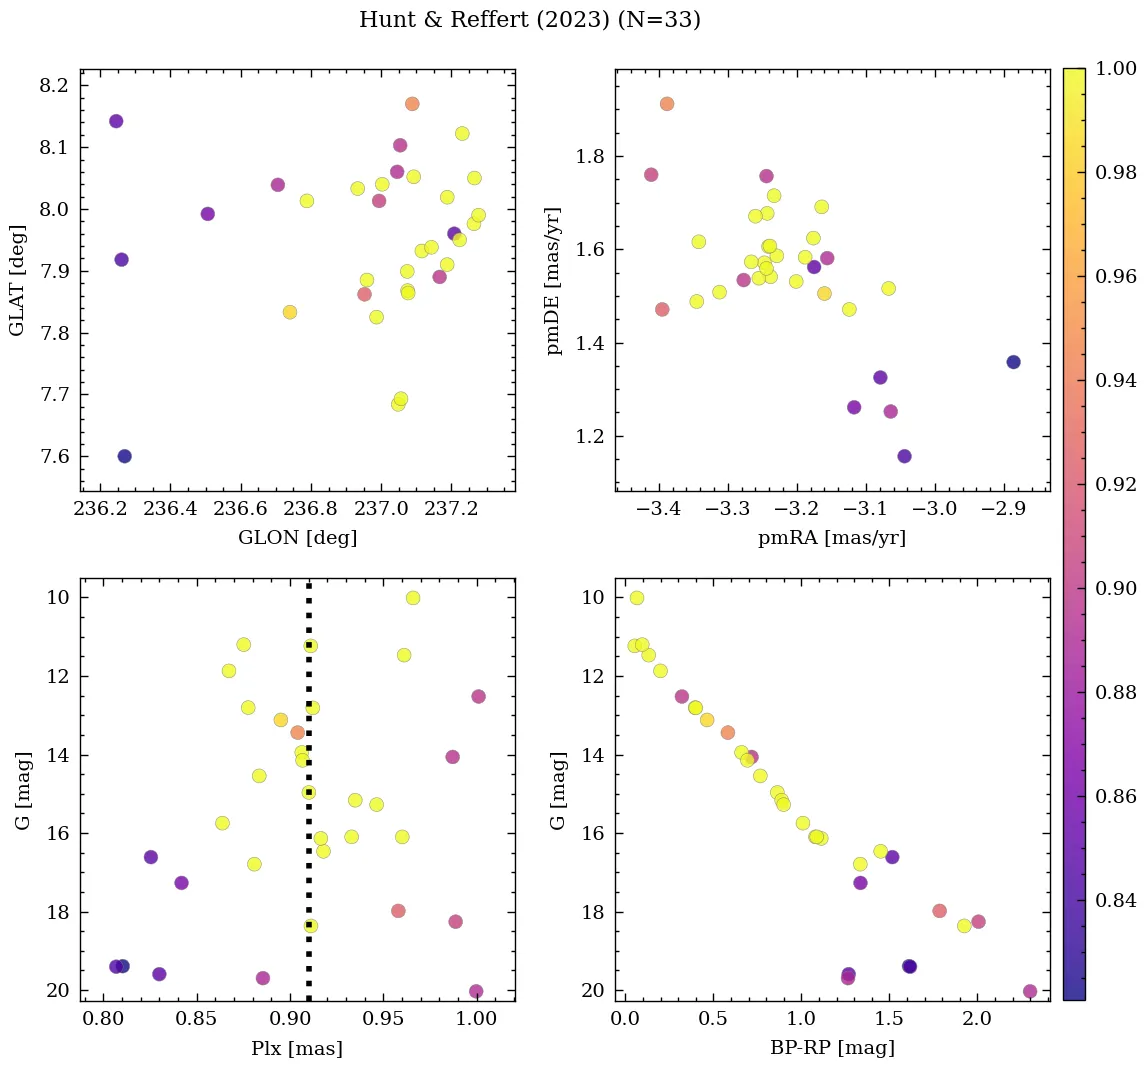 Hunt & Reffert (2023) (N=33)
8.2
8.1
8.0
7.9
7.8
7.7
7.6
GLAT [deg]
236.2 236.4 236.6 236.8 237.0 237.2
GLON [deg]
1.8
1.6
1.4
1.2
pmDE [mas/yr]
−3.4 −3.3 −3.2 −3.1 −3.0 −2.9
pmRA [mas/yr]
10
12
14
16
18
20
G [mag]
0.80 0.85 0.90 0.95 1.00
Plx [mas]
10
12
14
16
18
20
G [mag]
0.0 0.5 1.0 1.5 2.0
BP-RP [mag]
1.00
0.98
0.96
0.94
0.92
0.90
0.88
0.86
0.84